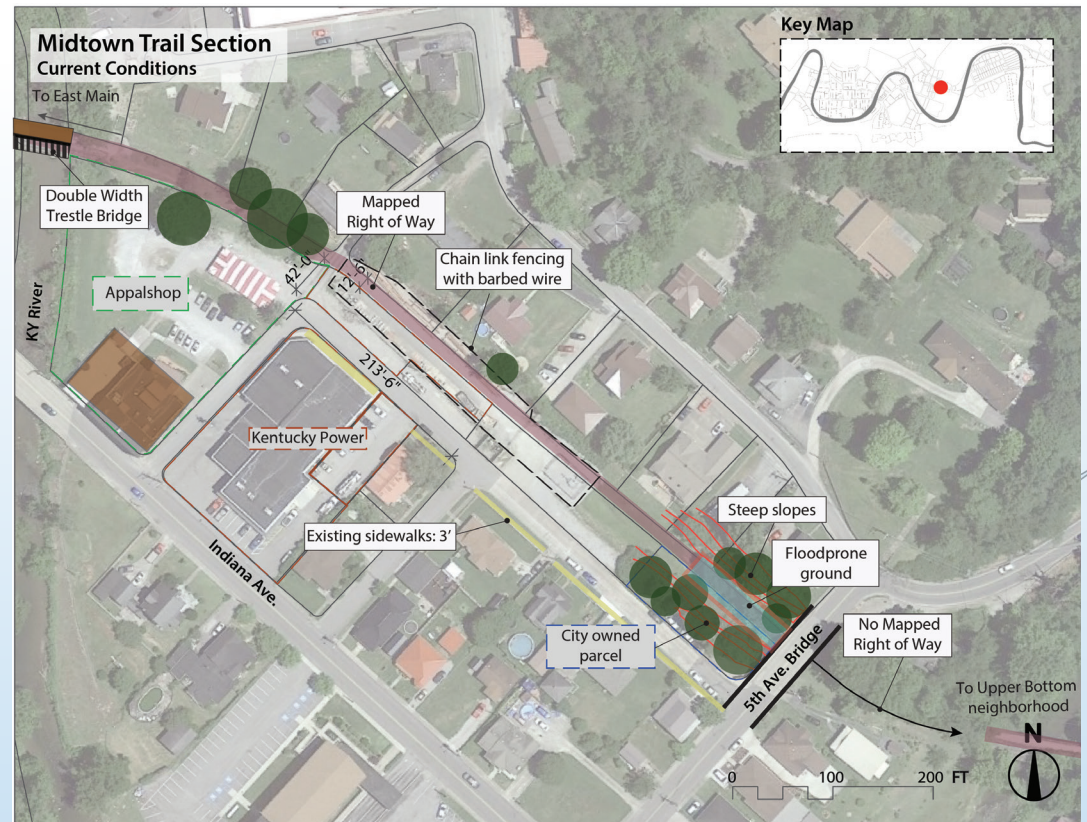 Midtown Trail Section
Current Conditions
Key Map
To East Main
Double Width
Trestle Bridge
Mapped
Right of Way
Chain link fencing
with barbed wire
Appalshop
KY River
42'-0"
12'-6"
213'-6"
Kentucky Power
Existing sidewalks: 3'
Steep slopes
Floodprone
ground
Indiana Ave.
City owned
parcel
No Mapped
Right of Way
5th Ave. Bridge
To Upper Bottom
neighborhood
N
0 100 200 FT